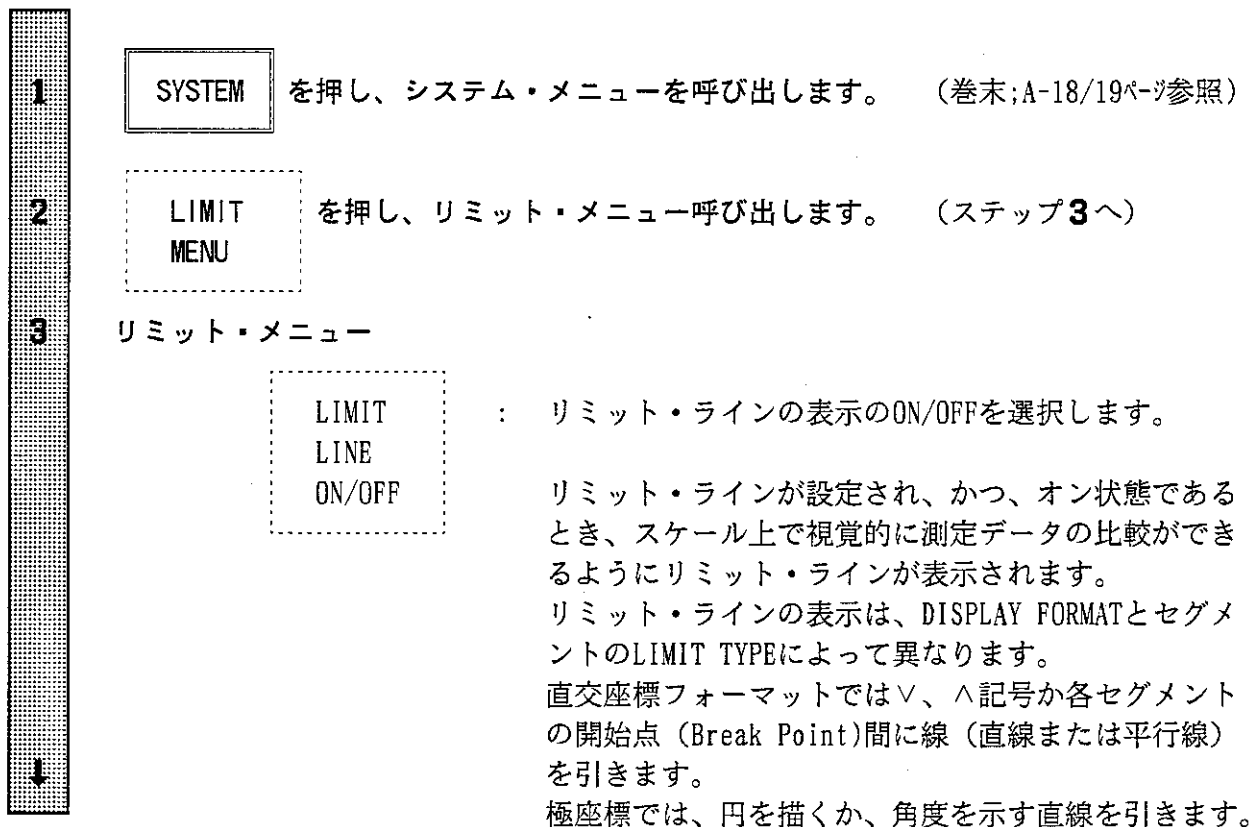 1 SYSTEM を押し、システム・メニューを呼び出します。 (巻末;A-18/19ページ参照)
2 LIMIT を押し、リミット・メニュー呼び出します。 (ステップ3へ)
MENU
3 リミット・メニュー
LIMIT : リミット・ラインの表示のON/OFFを選択します。
LINE
ON/OFF リミット・ラインが設定され、かつ、オン状態である
とき、スケール上で視覚的に測定データの比較ができ
るようにリミット・ラインが表示されます。
リミット・ラインの表示は、DISPLAY FORMATとセグメ
ントのLIMIT TYPEによって異なります。
直交座標フォーマットでは∨、∧記号か各セグメント
の開始点 (Break Point)間に線（直線または平行線）
を引きます。
極座標では、円を描くか、角度を示す直線を引きます。